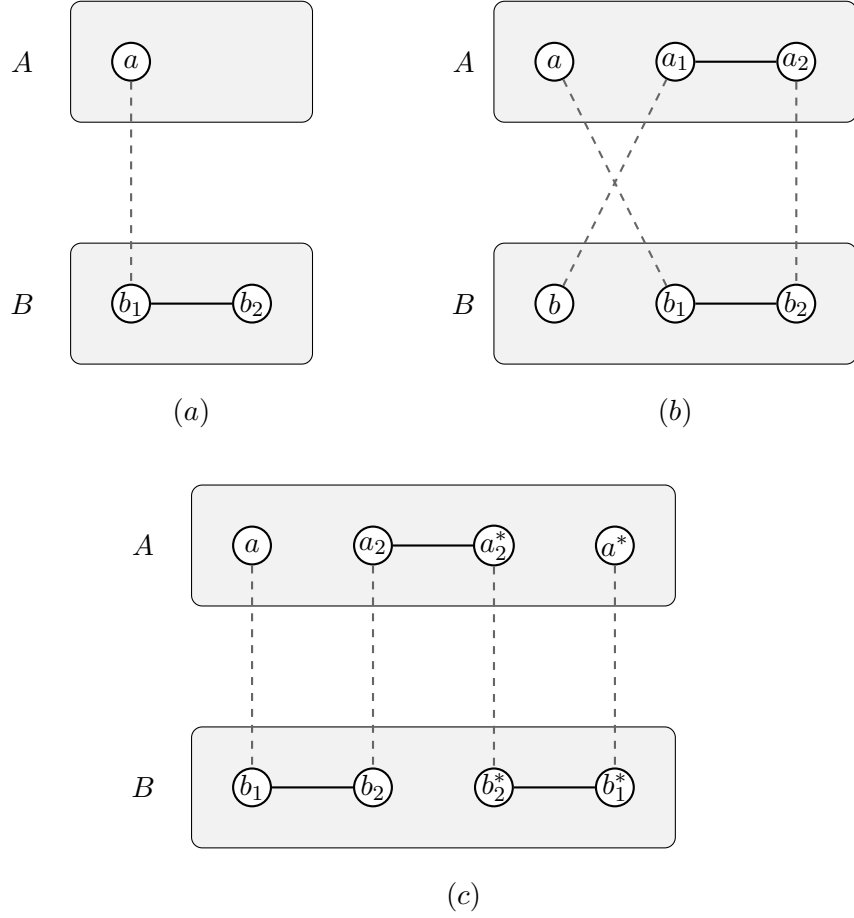 A a A a a₁ a₂
B b₁ b₂ B b b₁ b₂
(a) (b)
A a a₂ a₂* a*
B b₁ b₂ b₂* b₁*
(c)